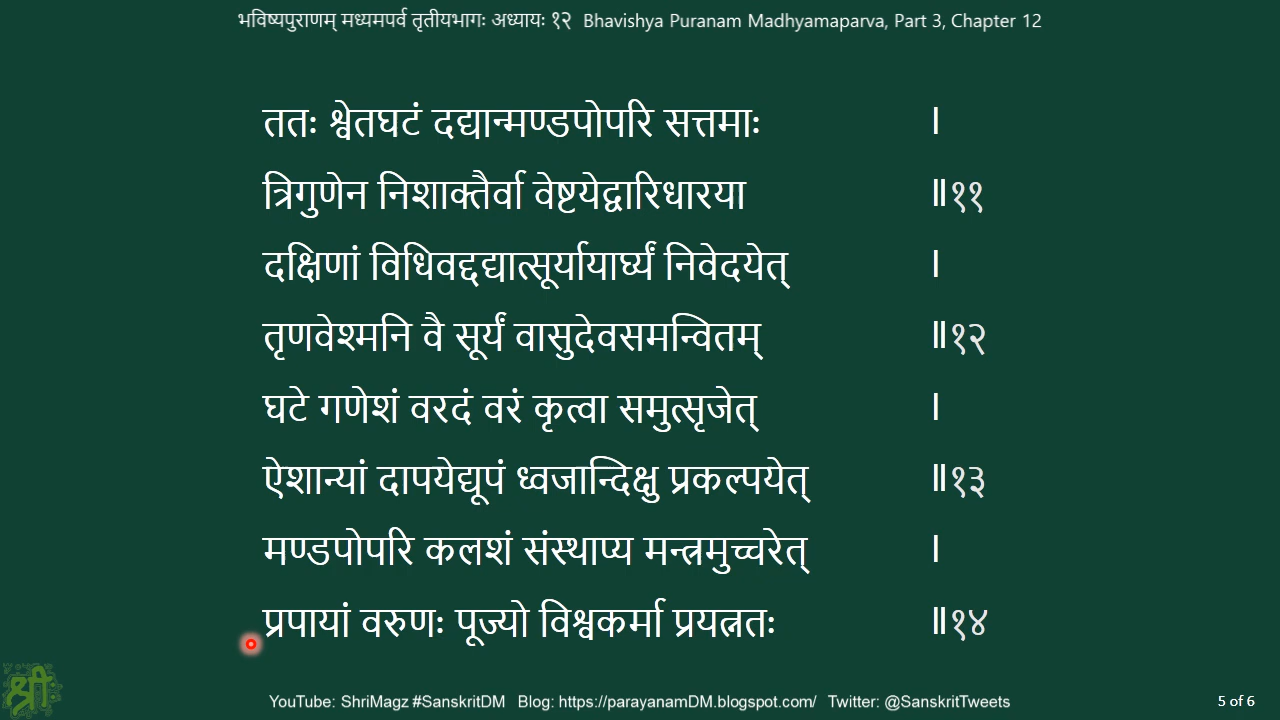 भविष्यपुराणम् मध्यमपर्व तृतीयभागः अध्यायः १२ Bhavishya Puranam Madhyamaparva, Part 3, Chapter 12
ततः श्वेतघटं दद्यान्मण्डपोपरि सत्तमाः ।
त्रिगुणेन निशाक्तैर्वा वेष्टयेद्वारिधारया ॥११
दक्षिणां विधिवद्दद्यात्सूर्यायार्घ्यं निवेदयेत् ।
तृणवेश्मनि वै सूर्यं वासुदेवसमन्वितम् ॥१२
घटे गणेशं वरदं वरं कृत्वा समुत्सृजेत् ।
ऐशान्यां दापयेद्यूपं ध्वजान्दिक्षु प्रकल्पयेत् ॥१३
मण्डपोपरि कलशं संस्थाप्य मन्त्रमुच्चरेत् ।
प्रपायां वरुणः पूज्यो विश्वकर्मा प्रयत्नतः ॥१४
श्री
YouTube: ShriMagz #SanskritDM Blog: https://parayanamDM.blogspot.com/ Twitter: @SanskritTweets
5 of 6